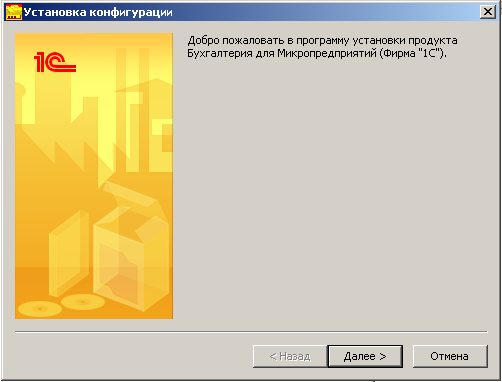 Установка конфигурации
1С
Добро пожаловать в программу установки продукта
Бухгалтерия для Микропредприятий (Фирма "1С").
< Назад
Далее >
Отмена